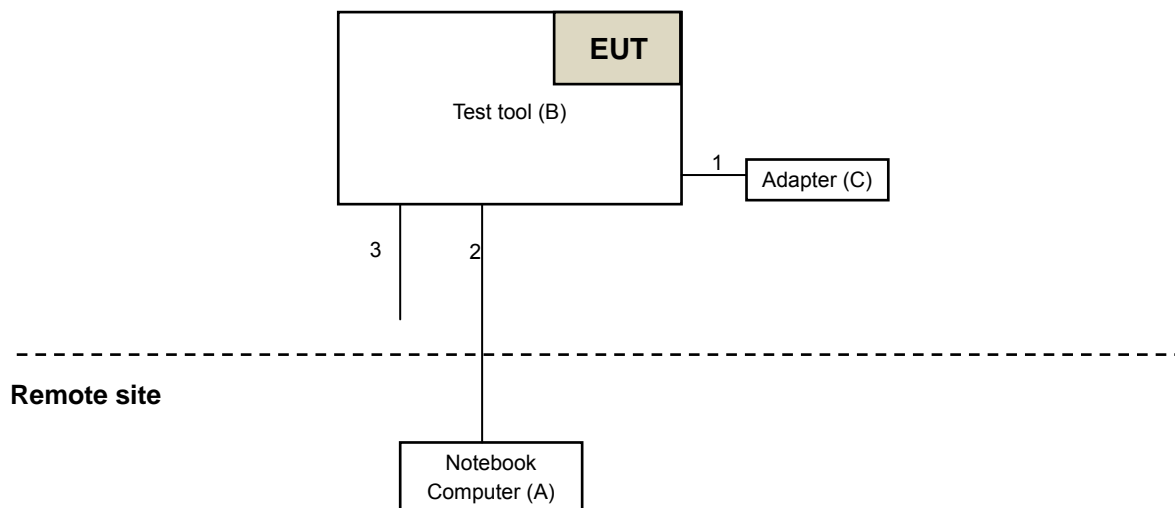 EUT
Test tool (B)
1
Adapter (C)
3
2
Remote site
Notebook
Computer (A)